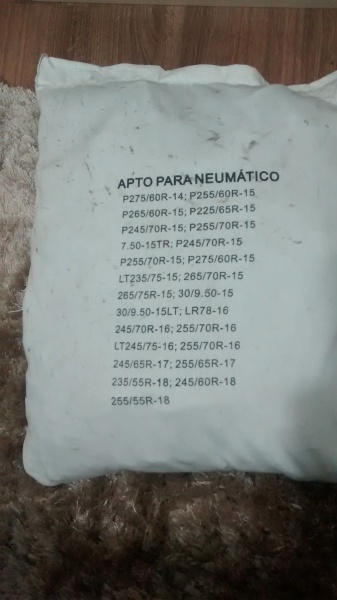 APTO PARA NEUMÁTICO
P275/60R-14; P255/60R-15
P265/60R-15; P225/65R-15
P245/70R-15; P255/70R-15
7.50-15TR; P245/70R-15
P255/70R-15; P275/60R-15
LT235/75-15; 265/70R-15
265/75R-15; 30/9.50-15
30/9.50-15LT; LR78-16
245/70R-16; 255/70R-16
LT245/75-16; 255/70R-16
245/65R-17; 255/65R-17
235/55R-18; 245/60R-18
255/55R-18